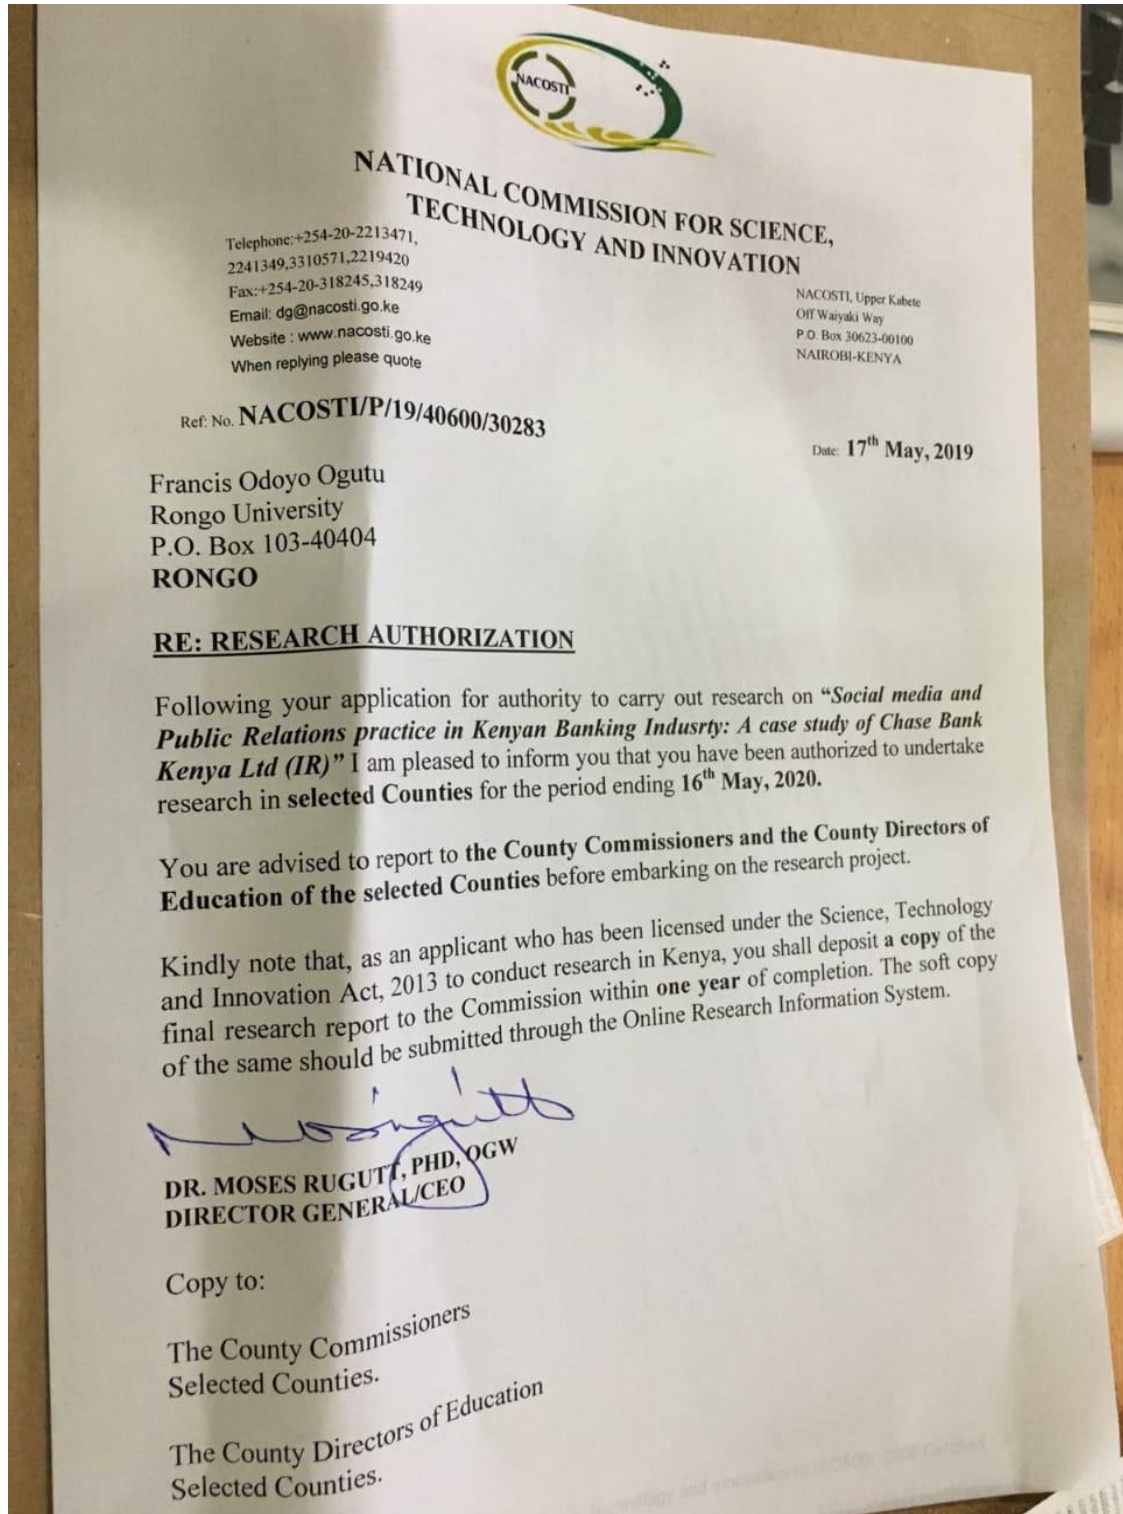 NACOSTI
NATIONAL COMMISSION FOR SCIENCE,
TECHNOLOGY AND INNOVATION
Telephone:+254-20-2213471,
2241349,3310571,2219420
Fax:+254-20-318245,318249
Email: dg@nacosti.go.ke
Website : www.nacosti.go.ke
When replying please quote
NACOSTI, Upper Kabete
Off Waiyaki Way
P.O. Box 30623-00100
NAIROBI-KENYA
Ref: No. NACOSTI/P/19/40600/30283
Date: 17th May, 2019
Francis Odoyo Ogutu
Rongo University
P.O. Box 103-40404
RONGO
RE: RESEARCH AUTHORIZATION
Following your application for authority to carry out research on “Social media and
Public Relations practice in Kenyan Banking Indusrty: A case study of Chase Bank
Kenya Ltd (IR)” I am pleased to inform you that you have been authorized to undertake
research in selected Counties for the period ending 16th May, 2020.
You are advised to report to the County Commissioners and the County Directors of
Education of the selected Counties before embarking on the research project.
Kindly note that, as an applicant who has been licensed under the Science, Technology
and Innovation Act, 2013 to conduct research in Kenya, you shall deposit a copy of the
final research report to the Commission within one year of completion. The soft copy
of the same should be submitted through the Online Research Information System.
DR. MOSES RUGUTT, PHD, OGW
DIRECTOR GENERAL/CEO
Copy to:
The County Commissioners
Selected Counties.
The County Directors of Education
Selected Counties.